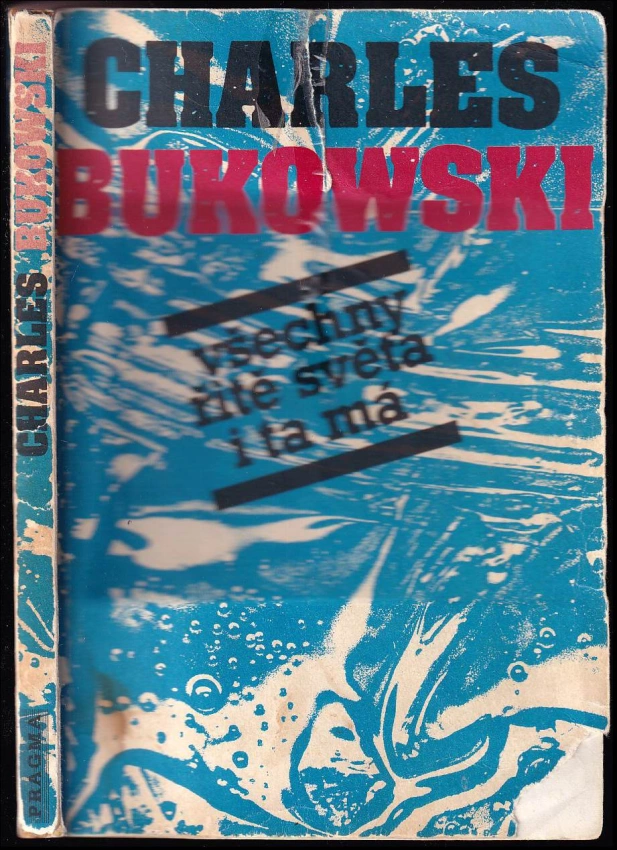 CHARLES
BUKOWSKI
všechny
řitě světa
i ta má
CHARLES BUKOWSKI
PRAGMA